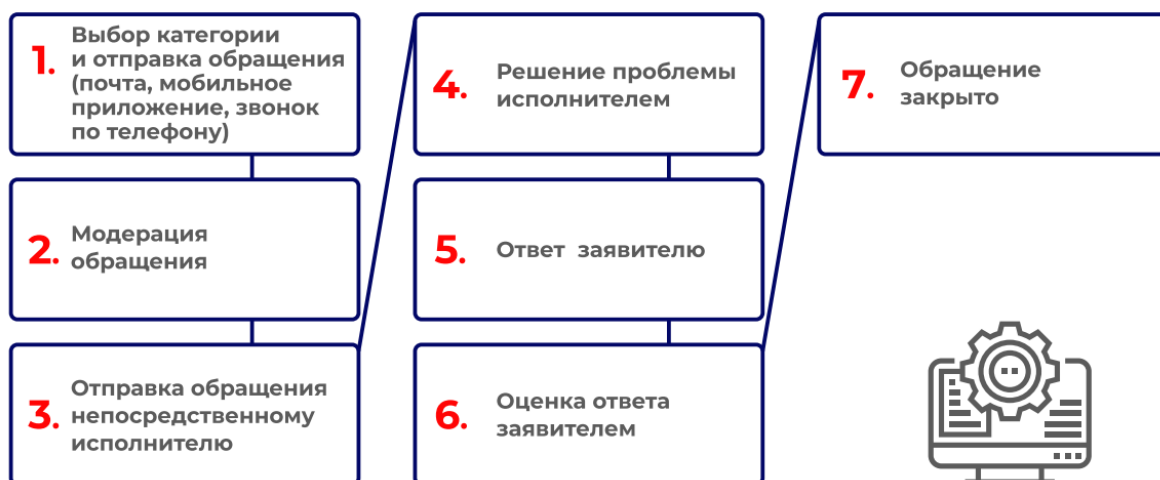 1. Выбор категории
и отправка обращения
(почта, мобильное
приложение, звонок
по телефону)
2. Модерация
обращения
3. Отправка обращения
непосредственному
исполнителю
4. Решение проблемы
исполнителем
5. Ответ заявителю
6. Оценка ответа
заявителем
7. Обращение
закрыто